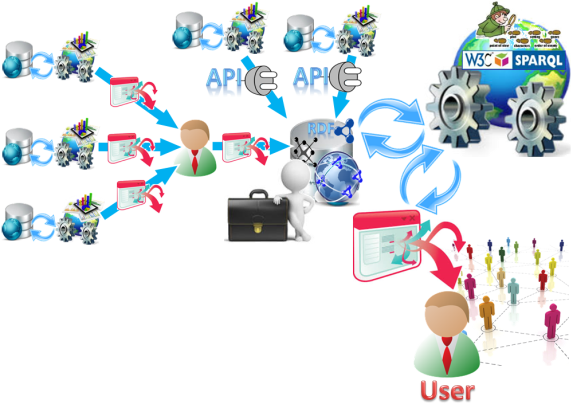 W3C SPARQL
API
API
RDF
User